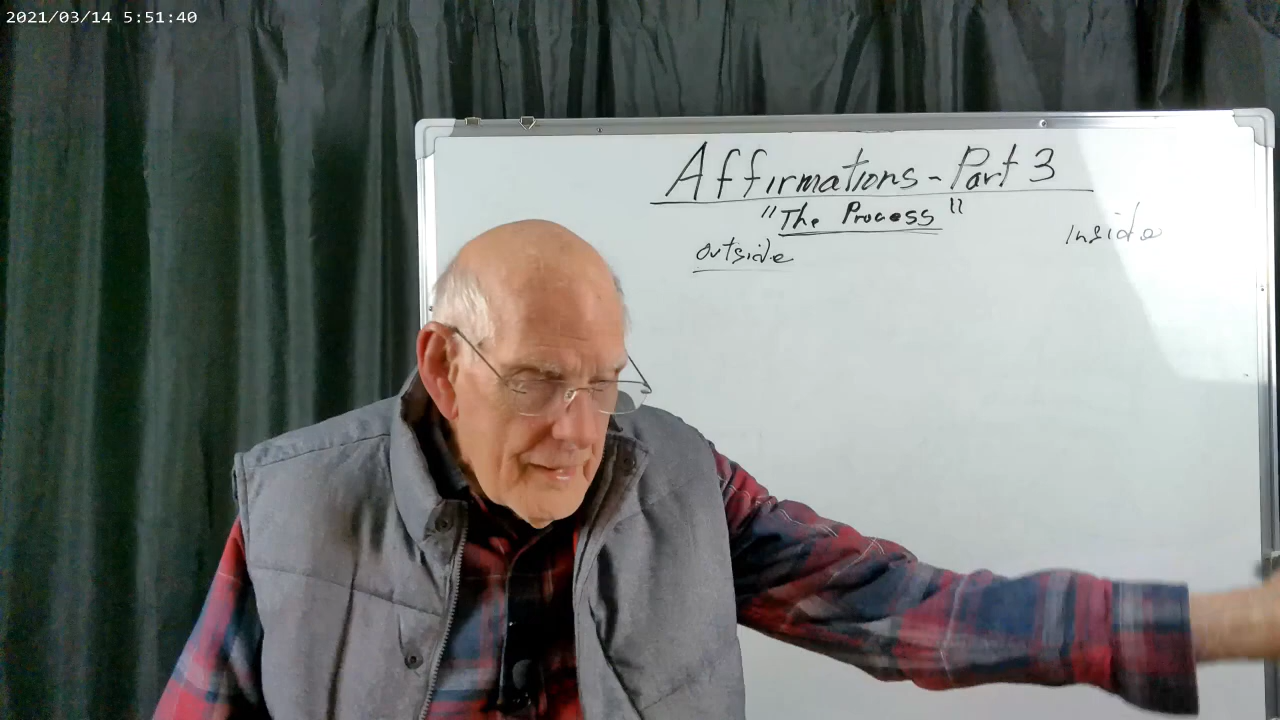 2021/03/14 5:51:40
Affirmations - Part 3
"The Process"
outside
Inside